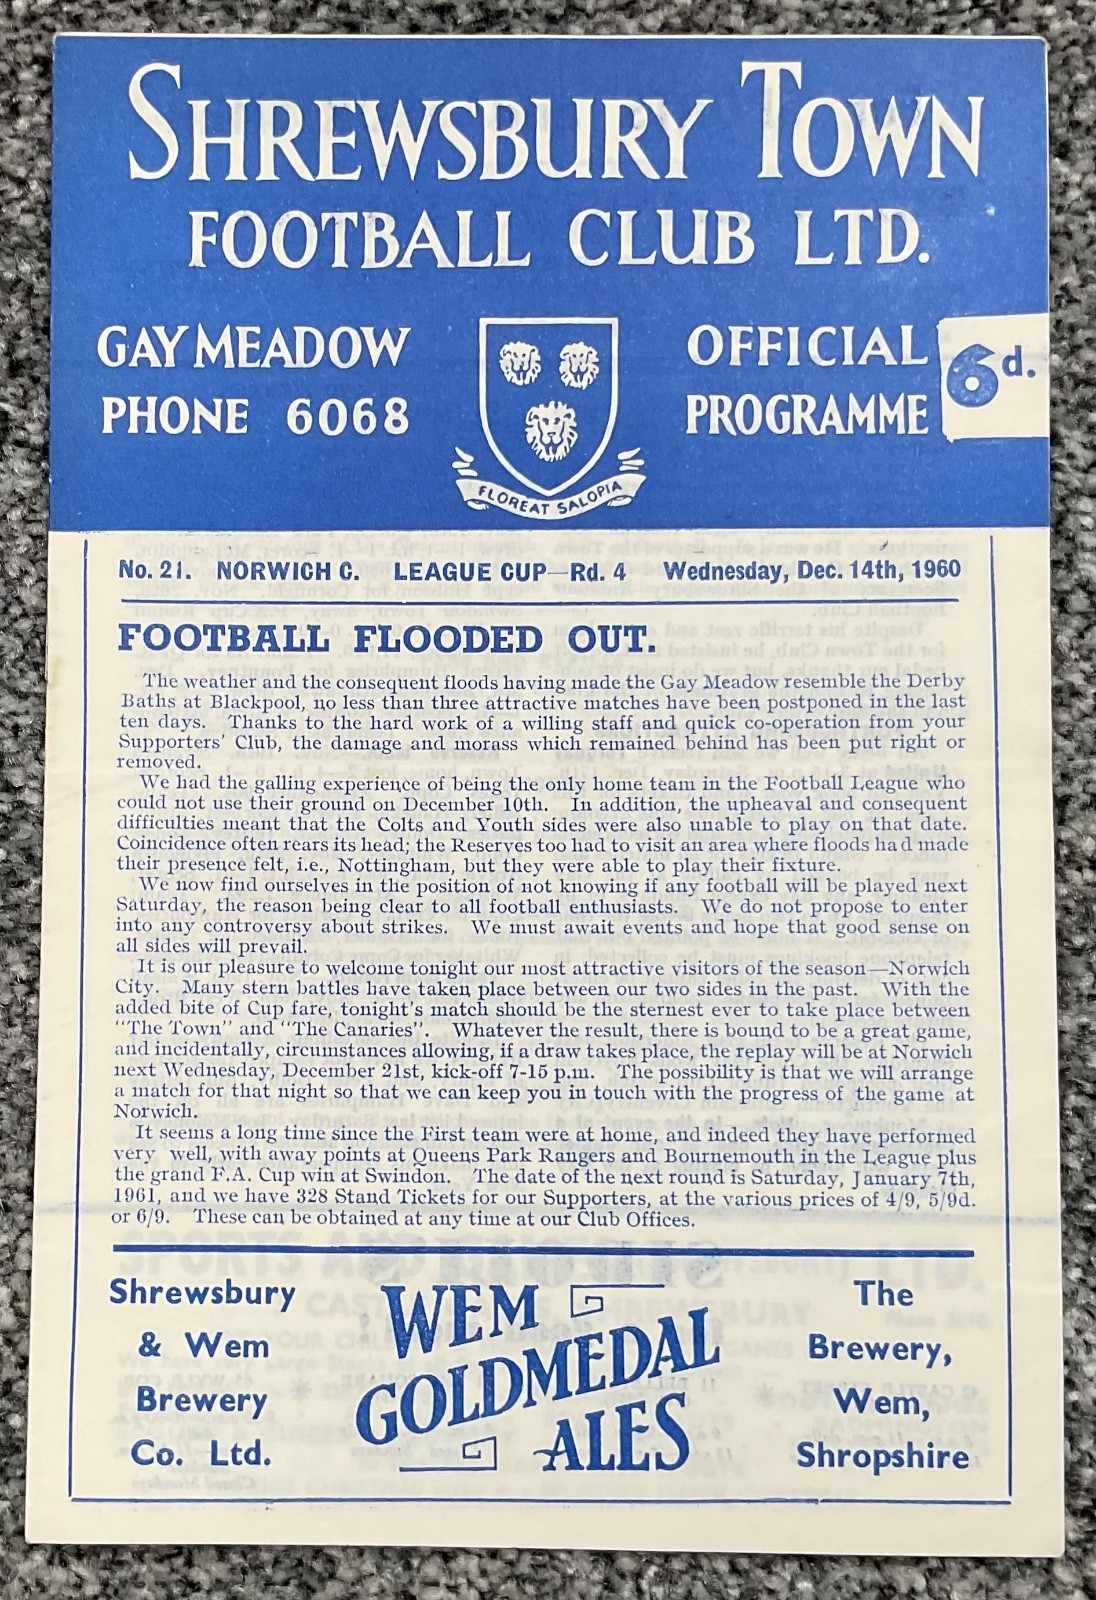 SHREWSBURY TOWN
FOOTBALL CLUB LTD.
GAY MEADOW
PHONE 6068
OFFICIAL
PROGRAMME
6d.
FLOREAT SALOPIA
No. 21. NORWICH C. LEAGUE CUP—Rd. 4 Wednesday, Dec. 14th, 1960
FOOTBALL FLOODED OUT.
The weather and the consequent floods having made the Gay Meadow resemble the Derby
Baths at Blackpool, no less than three attractive matches have been postponed in the last
ten days. Thanks to the hard work of a willing staff and quick co-operation from your
Supporters' Club, the damage and morass which remained behind has been put right or
removed.
We had the galling experience of being the only home team in the Football League who
could not use their ground on December 10th. In addition, the upheaval and consequent
difficulties meant that the Colts and Youth sides were also unable to play on that date.
Coincidence often rears its head; the Reserves too had to visit an area where floods had made
their presence felt, i.e., Nottingham, but they were able to play their fixture.
We now find ourselves in the position of not knowing if any football will be played next
Saturday, the reason being clear to all football enthusiasts. We do not propose to enter
into any controversy about strikes. We must await events and hope that good sense on
all sides will prevail.
It is our pleasure to welcome tonight our most attractive visitors of the season—Norwich
City. Many stern battles have taken place between our two sides in the past. With the
added bite of Cup fare, tonight's match should be the sternest ever to take place between
"The Town" and "The Canaries". Whatever the result, there is bound to be a great game,
and incidentally, circumstances allowing, if a draw takes place, the replay will be at Norwich
next Wednesday, December 21st, kick-off 7-15 p.m. The possibility is that we will arrange
a match for that night so that we can keep you in touch with the progress of the game at
Norwich.
It seems a long time since the First team were at home, and indeed they have performed
very well, with away points at Queens Park Rangers and Bournemouth in the League plus
the grand F.A. Cup win at Swindon. The date of the next round is Saturday, January 7th,
1961, and we have 328 Stand Tickets for our Supporters, at the various prices of 4/9, 5/9d.
or 6/9. These can be obtained at any time at our Club Offices.
Shrewsbury
& Wem
Brewery
Co. Ltd.
WEM
GOLDMEDAL
ALES
The
Brewery,
Wem,
Shropshire